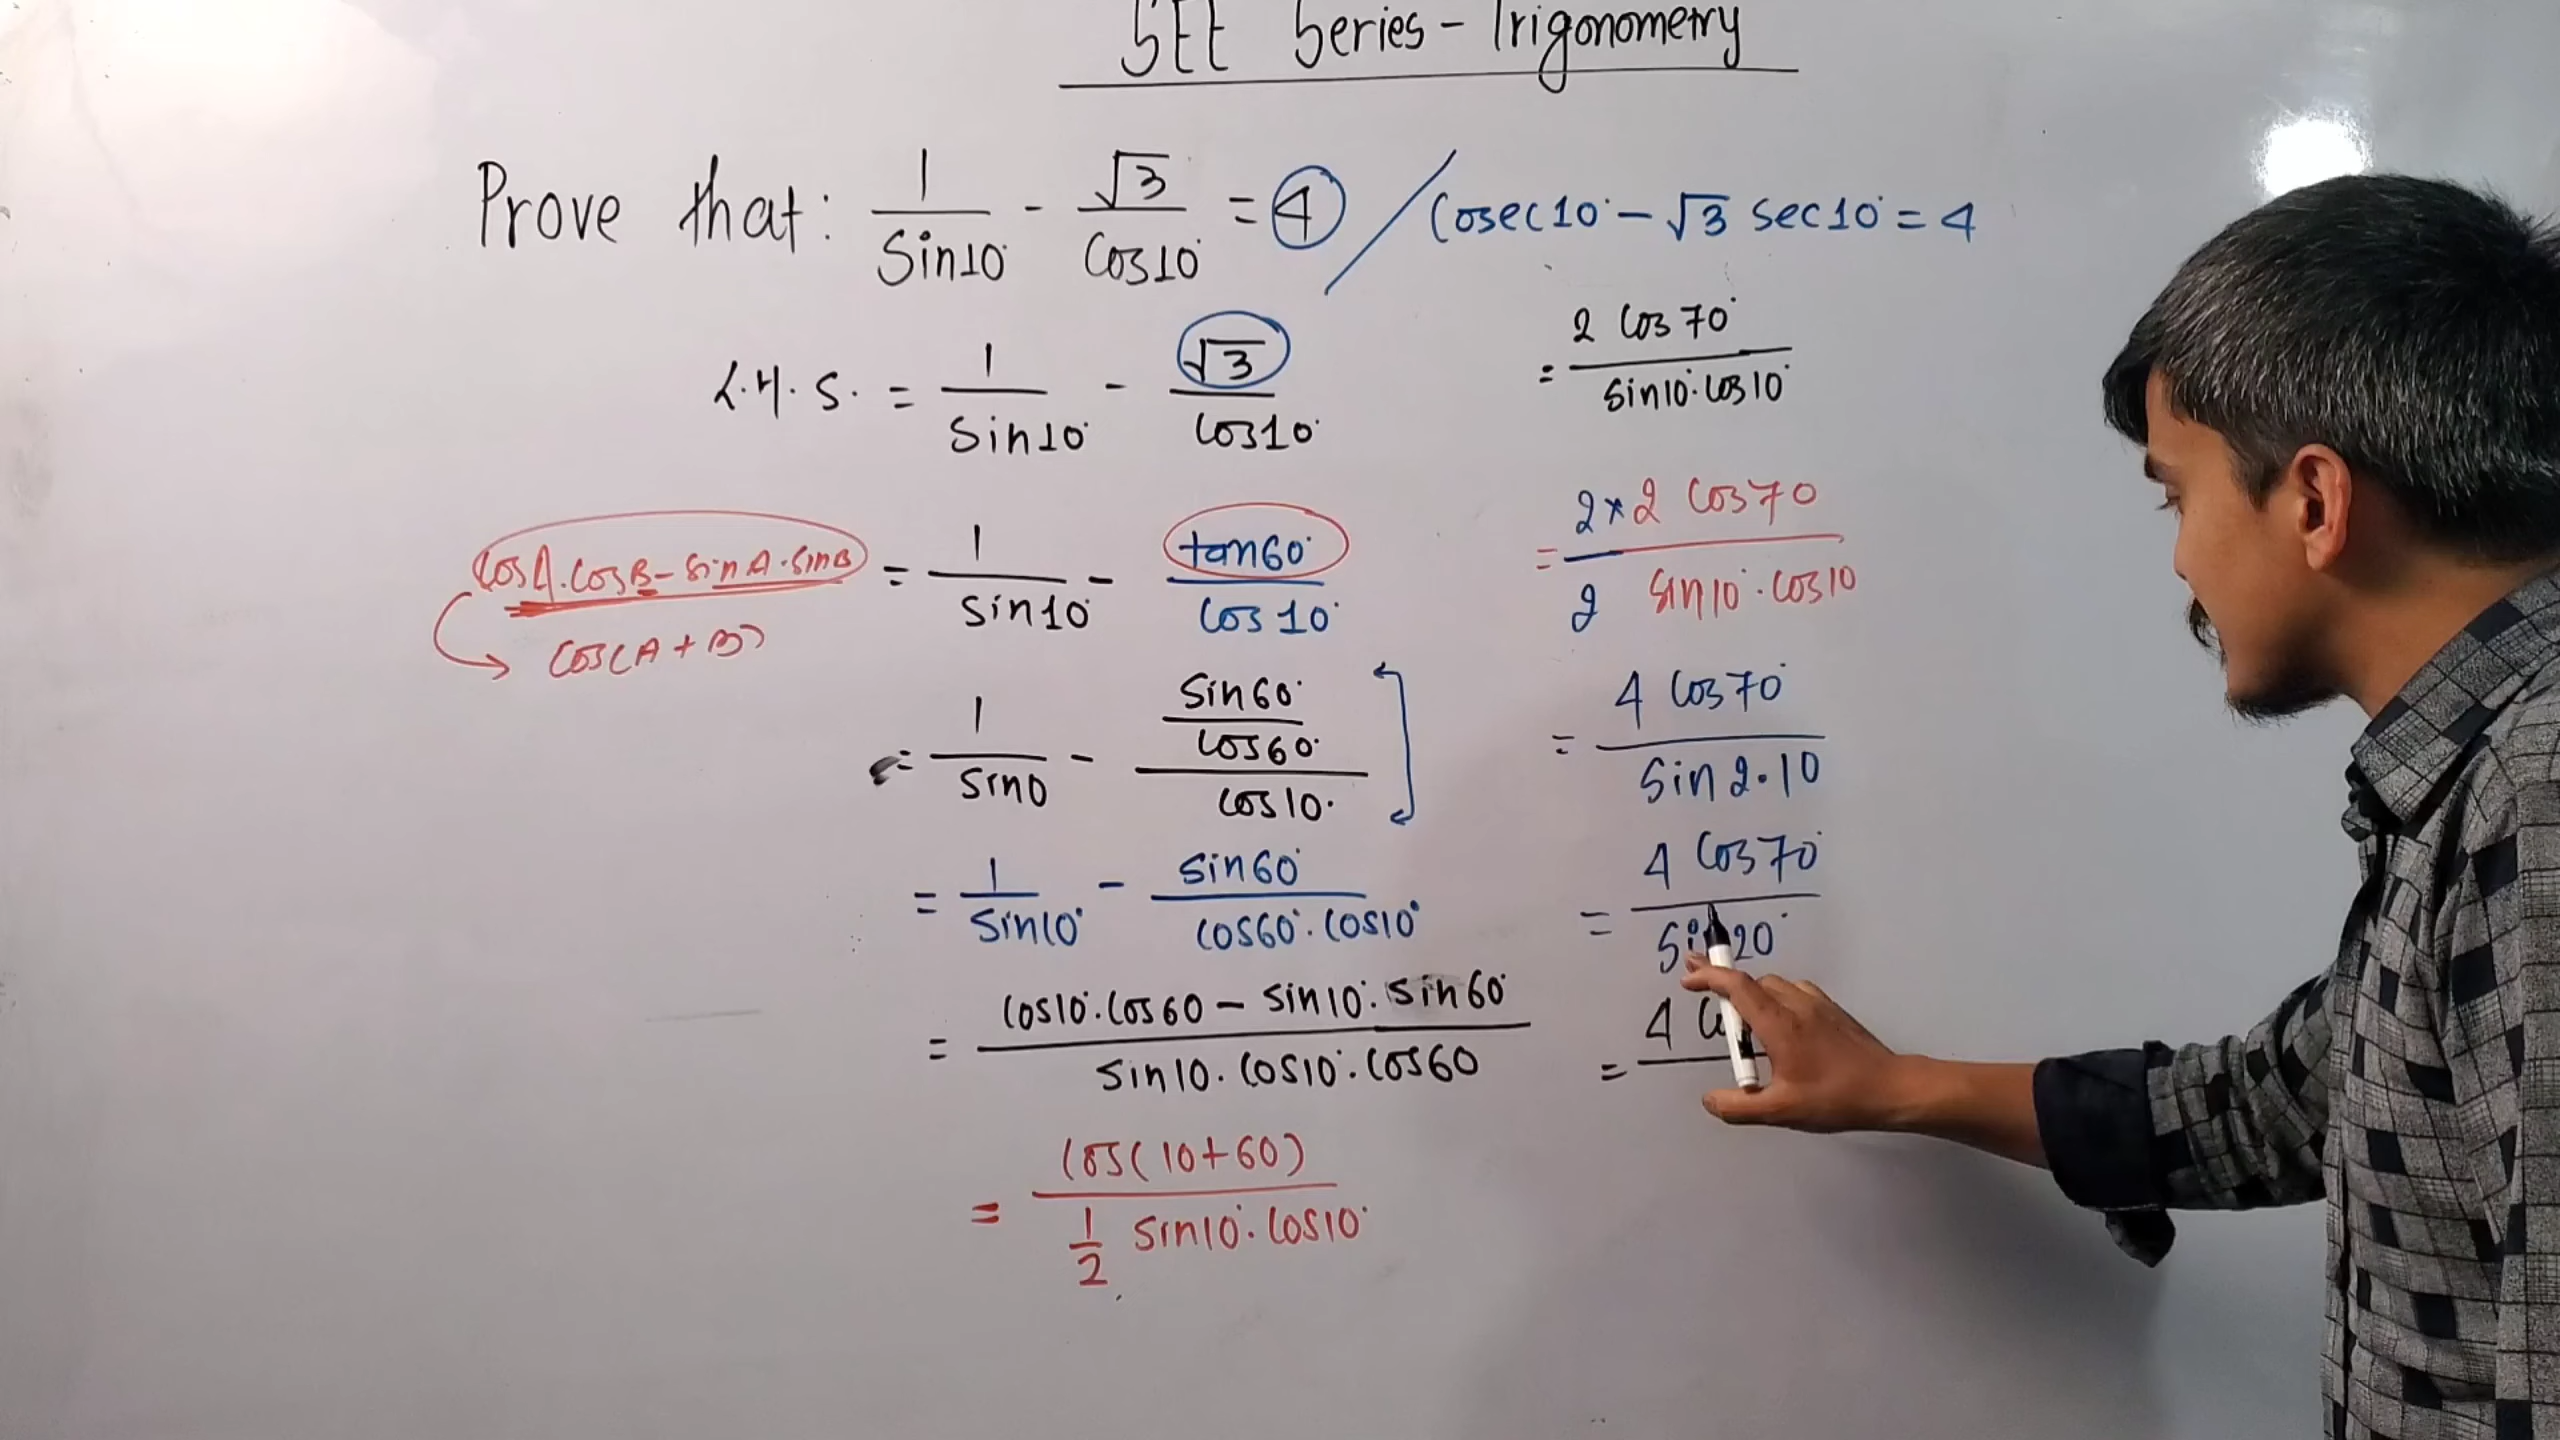 SEE Series - Trigonometry
Prove that: 1/Sin10° - √3/Cos10° = 4 / Cosec10° - √3 sec10° = 4
L.H.S. = 1/Sin10° - √3/Cos10°
CosA.CosB - SinA.SinB
Cos(A + B)
= 1/Sin10° - tan60°/Cos10°
= 1/Sin0 - (Sin60°/Cos60°)/Cos10°
= 1/Sin10° - Sin60°/(Cos60°.Cos10°)
= (Cos10°.Cos60 - Sin10°.Sin60°)/(Sin10.Cos10°.Cos60)
= Cos(10+60)/(1/2 Sin10°.Cos10°)
= 2 Cos70°/(Sin10°.Cos10°)
= (2×2 Cos70)/(2 Sin10°.Cos10)
= 4 Cos70°/Sin2.10
= 4 Cos70°/Sin20°
= 4